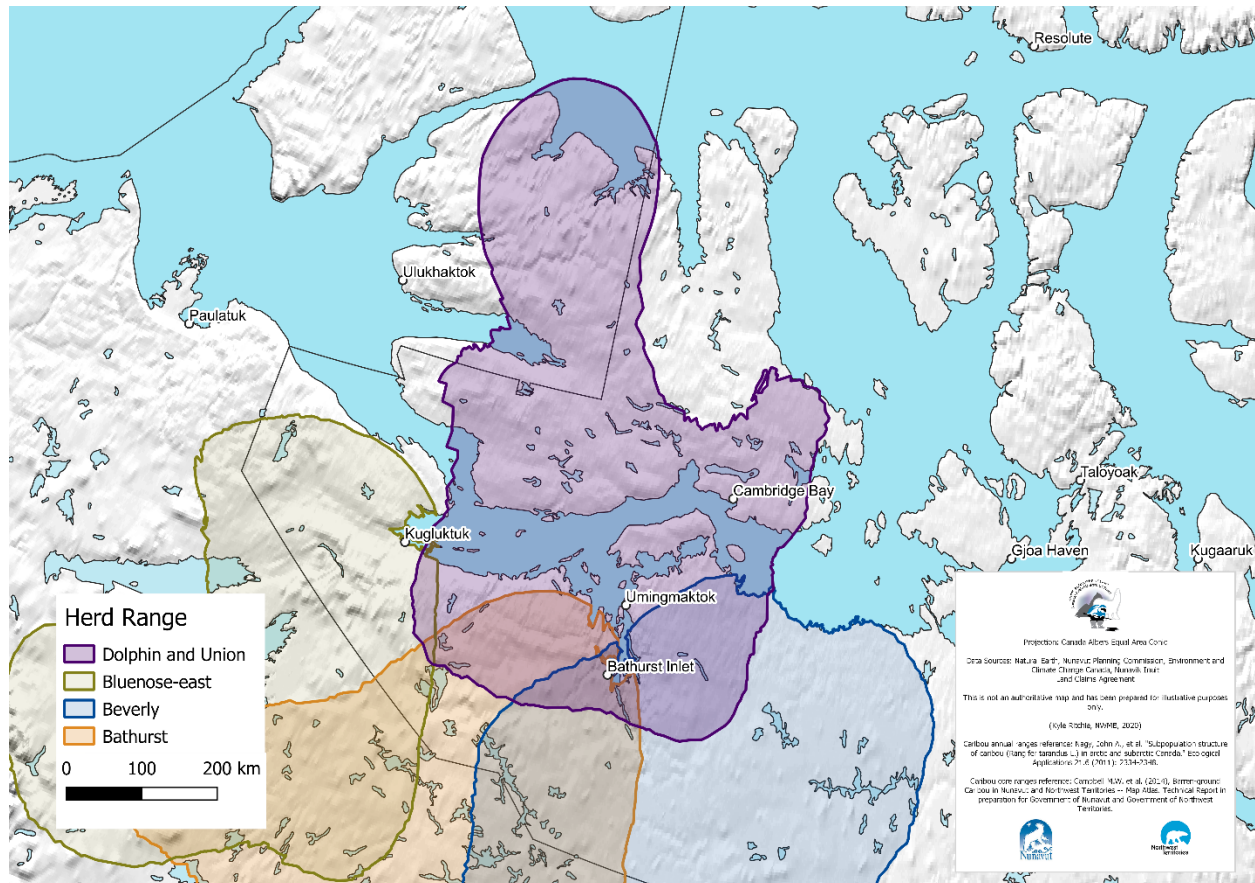 Resolute
Ulukhaktok
Paulatuk
Cambridge Bay
Taloyoak
Kugluktuk
Gjoa Haven
Kugaaruk
Umingmaktok
Bathurst Inlet
Herd Range
Dolphin and Union
Bluenose-east
Beverly
Bathurst
0 100 200 km
Projection: Canada Albers Equal Area Conic
Data Sources: Natural Earth, Nunavut Planning Commission, Environment and
Climate Change Canada, Nunavik Inuit
Land Claims Agreement
This is not an authoritative map and has been prepared for illustrative purposes
only.
(Kyle Ritchie, NWMB, 2020)
Caribou annual ranges reference: Nagy, John A., et al. "Subpopulation structure
of caribou (Rangifer tarandus L.) in arctic and subarctic Canada." Ecological
Applications 21.6 (2011): 2334-2348.
Caribou core ranges reference: Campbell M.W. et al. (2014), Barren-ground
Caribou in Nunavut and Northwest Territories -- Map Atlas. Technical Report in
preparation for Government of Nunavut and Government of Northwest
Territories.
Nunavut
Northwest
Territories